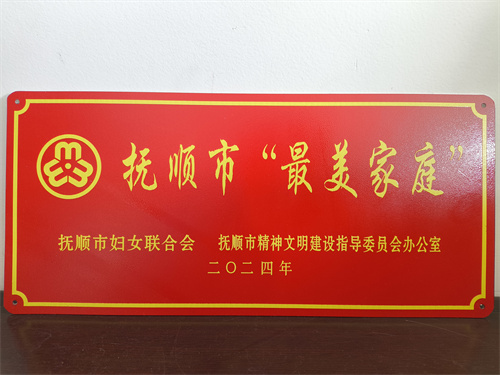 抚顺市“最美家庭”
抚顺市妇女联合会 抚顺市精神文明建设指导委员会办公室
二〇二四年